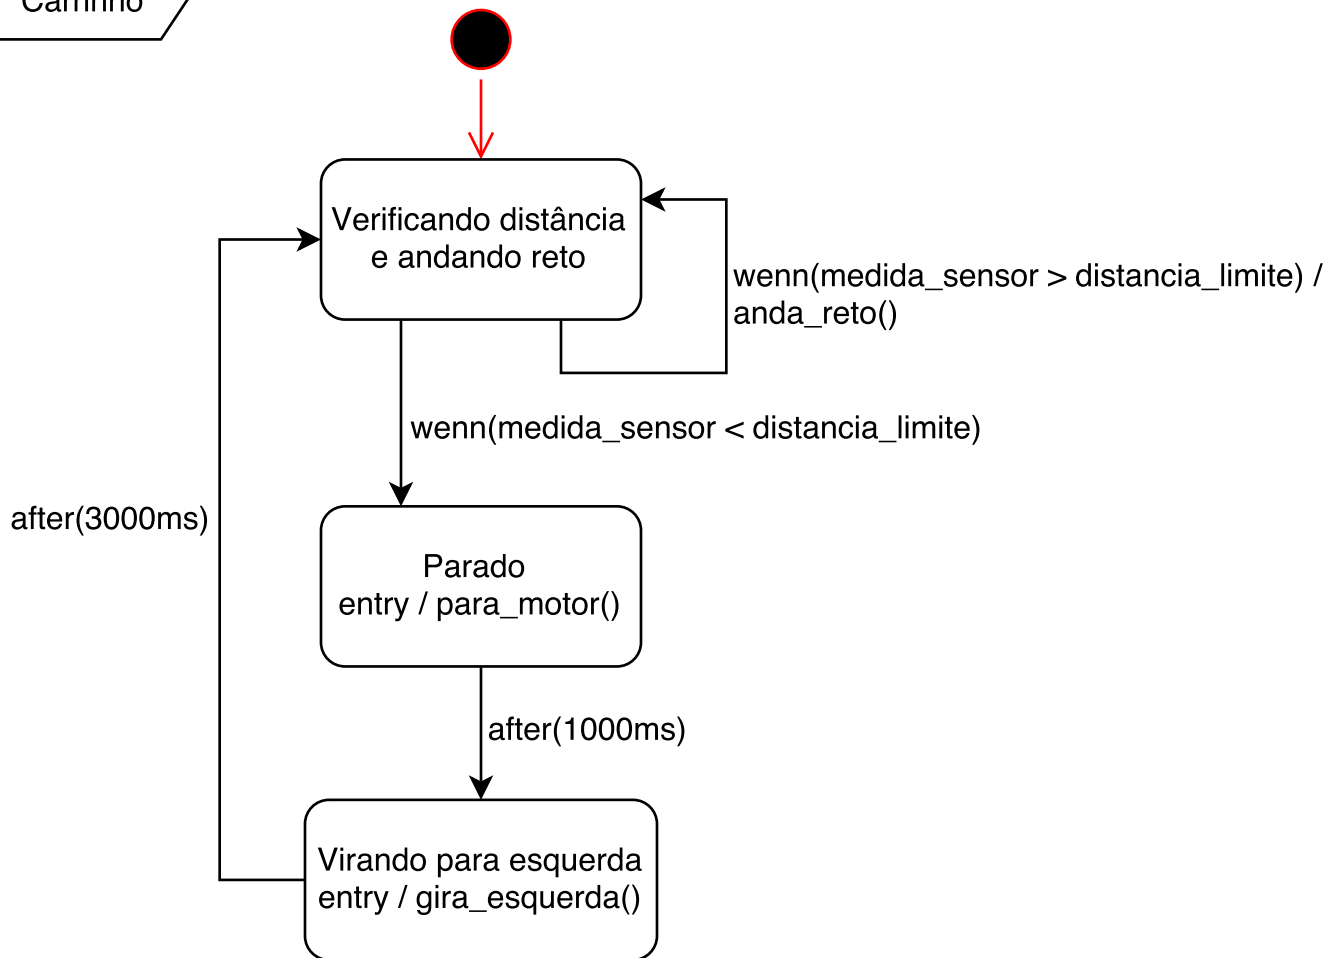 Carrinho
Verificando distância
e andando reto
wenn(medida_sensor > distancia_limite) /
anda_reto()
wenn(medida_sensor < distancia_limite)
after(3000ms)
Parado
entry / para_motor()
after(1000ms)
Virando para esquerda
entry / gira_esquerda()